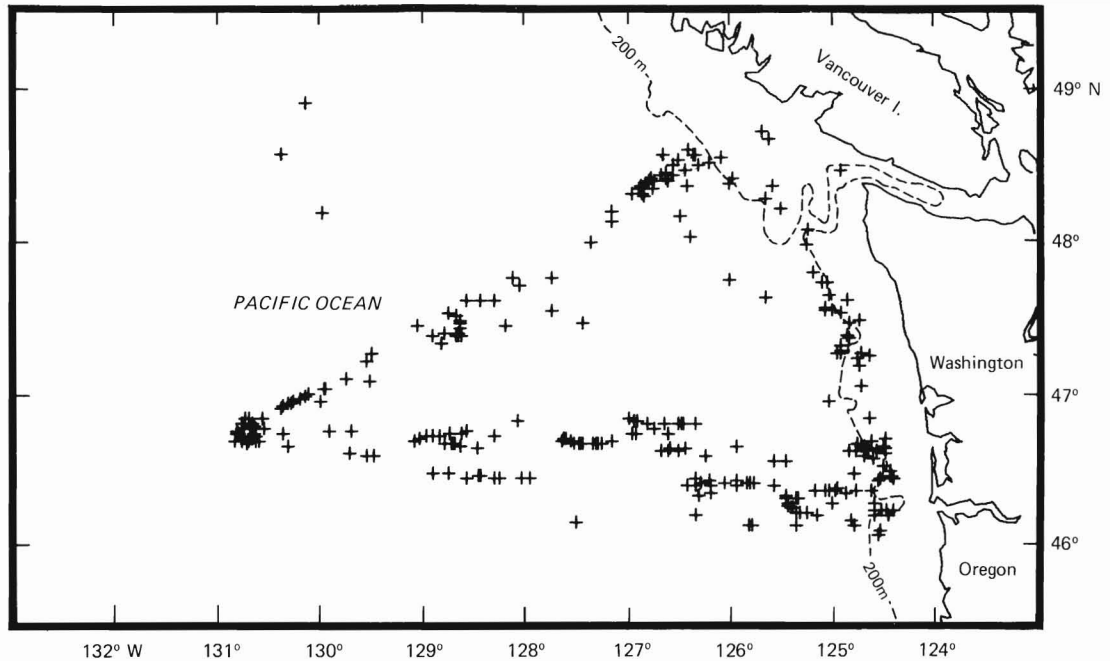 200 m
Vancouver I.
49° N
48°
PACIFIC OCEAN
Washington
47°
46°
Oregon
200m
132° W 131° 130° 129° 128° 127° 126° 125° 124°